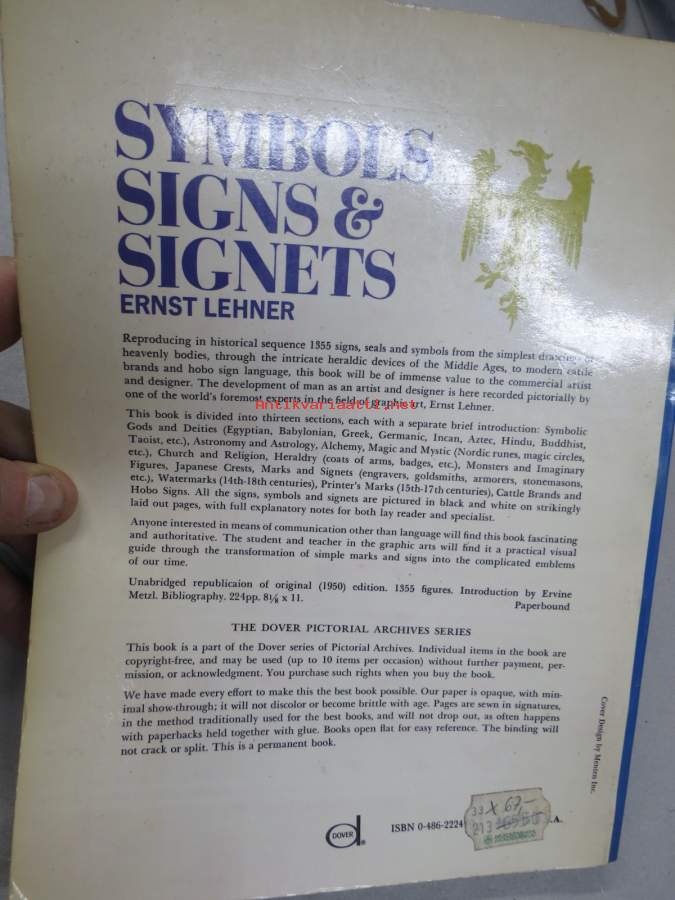 SYMBOLS
SIGNS &
SIGNETS
ERNST LEHNER
Reproducing in historical sequence 1355 signs, seals and symbols from the simplest drawings of
heavenly bodies, through the intricate heraldic devices of the Middle Ages, to modern cattle
brands and hobo sign language, this book will be of immense value to the commercial artist
and designer. The development of man as an artist and designer is here recorded pictorially by
one of the world's foremost experts in the field of graphic art, Ernst Lehner.
Antikvariaatti.net
This book is divided into thirteen sections, each with a separate brief introduction: Symbolic
Gods and Deities (Egyptian, Babylonian, Greek, Germanic, Incan, Aztec, Hindu, Buddhist,
Taoist, etc.), Astronomy and Astrology, Alchemy, Magic and Mystic (Nordic runes, magic circles,
etc.), Church and Religion, Heraldry (coats of arms, badges, etc.), Monsters and Imaginary
Figures, Japanese Crests, Marks and Signets (engravers, goldsmiths, armorers, stonemasons,
etc.), Watermarks (14th-18th centuries), Printer's Marks (15th-17th centuries), Cattle Brands and
Hobo Signs. All the signs, symbols and signets are pictured in black and white on strikingly
laid out pages, with full explanatory notes for both lay reader and specialist.
Anyone interested in means of communication other than language will find this book fascinating
and authoritative. The student and teacher in the graphic arts will find it a practical visual
guide through the transformation of simple marks and signs into the complicated emblems
of our time.
Unabridged republicaion of original (1950) edition. 1355 figures. Introduction by Ervine
Metzl. Bibliography. 224pp. 8⅛ x 11. Paperbound
THE DOVER PICTORIAL ARCHIVES SERIES
This book is a part of the Dover series of Pictorial Archives. Individual items in the book are
copyright-free, and may be used (up to 10 items per occasion) without further payment, per-
mission, or acknowledgment. You purchase such rights when you buy the book.
We have made every effort to make this the best book possible. Our paper is opaque, with min-
imal show-through; it will not discolor or become brittle with age. Pages are sewn in signatures,
in the method traditionally used for the best books, and will not drop out, as often happens
with paperbacks held together with glue. Books open flat for easy reference. The binding will
not crack or split. This is a permanent book.
Cover Design by Menten Inc.
DOVER ®
ISBN 0-486-2224
33 X 67,-
213
.A.